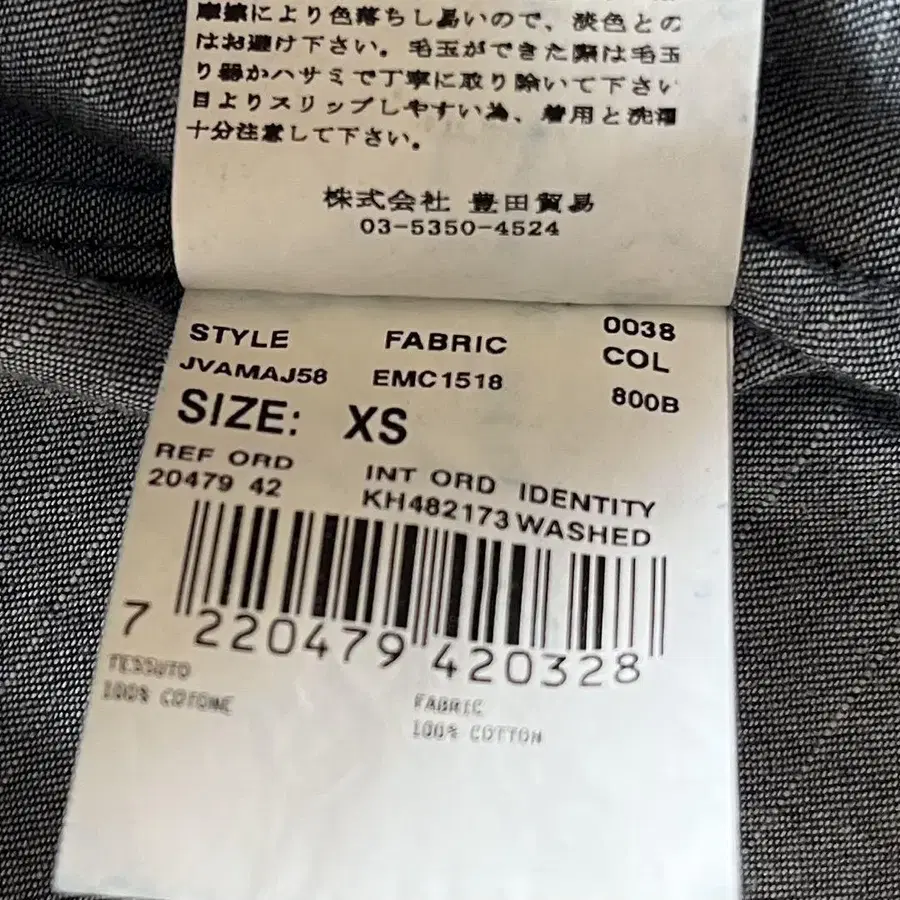 摩擦により色落ちし易いので、淡色との
はお避け下さい。毛玉ができた際は毛玉
り器かハサミで丁寧に取り除いて下さい
目よりスリップしやすい為、着用と洗濯
十分注意して下さい。
株式会社 豊田貿易
03-5350-4524
STYLE FABRIC 0038
COL
JVAMAJ58 EMC1518 800B
SIZE: XS
REF ORD INT ORD IDENTITY
20479 42 KH482173 WASHED
7 220479 420328
TESSUTO
100% COTONE
FABRIC
100% COTTON